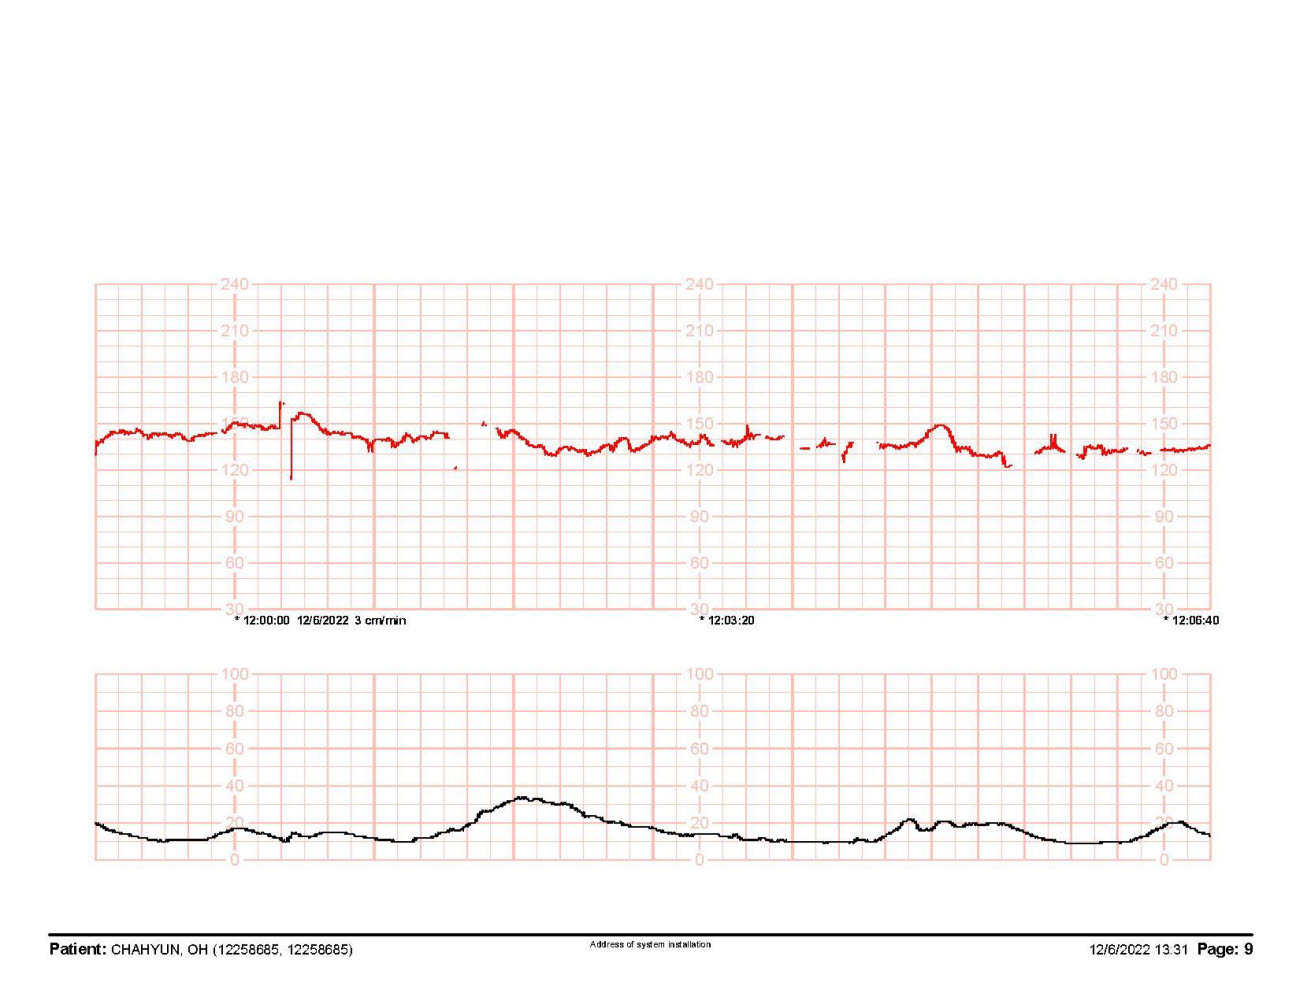 240 240 240
210 210 210
180 180 180
150 150 150
120 120 120
90 90 90
60 60 60
30 30 30
* 12:00:00 12/6/2022 3 cm/min * 12:03:20 * 12:06:40
100 100 100
80 80 80
60 60 60
40 40 40
20 20 20
0 0 0
Patient: CHAHYUN, OH (12258685, 12258685) Address of system installation 12/6/2022 13:31 Page: 9